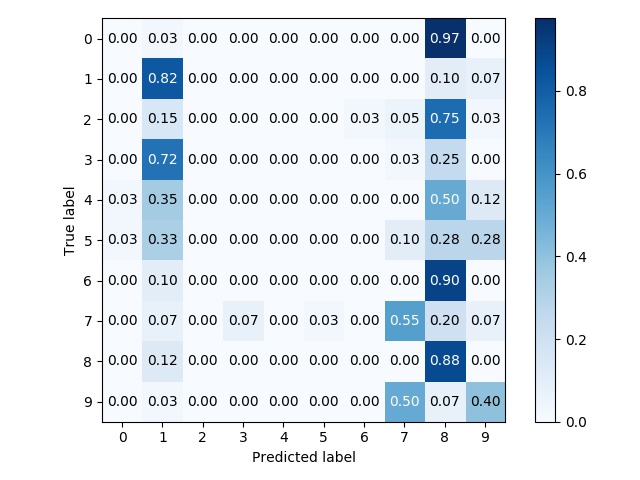 0 0.00 0.03 0.00 0.00 0.00 0.00 0.00 0.00 0.97 0.00
1 0.00 0.82 0.00 0.00 0.00 0.00 0.00 0.00 0.10 0.07
0.8
2 0.00 0.15 0.00 0.00 0.00 0.00 0.03 0.05 0.75 0.03
3 0.00 0.72 0.00 0.00 0.00 0.00 0.00 0.03 0.25 0.00
0.6
4 0.03 0.35 0.00 0.00 0.00 0.00 0.00 0.00 0.50 0.12
True label
5 0.03 0.33 0.00 0.00 0.00 0.00 0.00 0.10 0.28 0.28
0.4
6 0.00 0.10 0.00 0.00 0.00 0.00 0.00 0.00 0.90 0.00
7 0.00 0.07 0.00 0.07 0.00 0.03 0.00 0.55 0.20 0.07
0.2
8 0.00 0.12 0.00 0.00 0.00 0.00 0.00 0.00 0.88 0.00
9 0.00 0.03 0.00 0.00 0.00 0.00 0.00 0.50 0.07 0.40
0.0
0 1 2 3 4 5 6 7 8 9
Predicted label